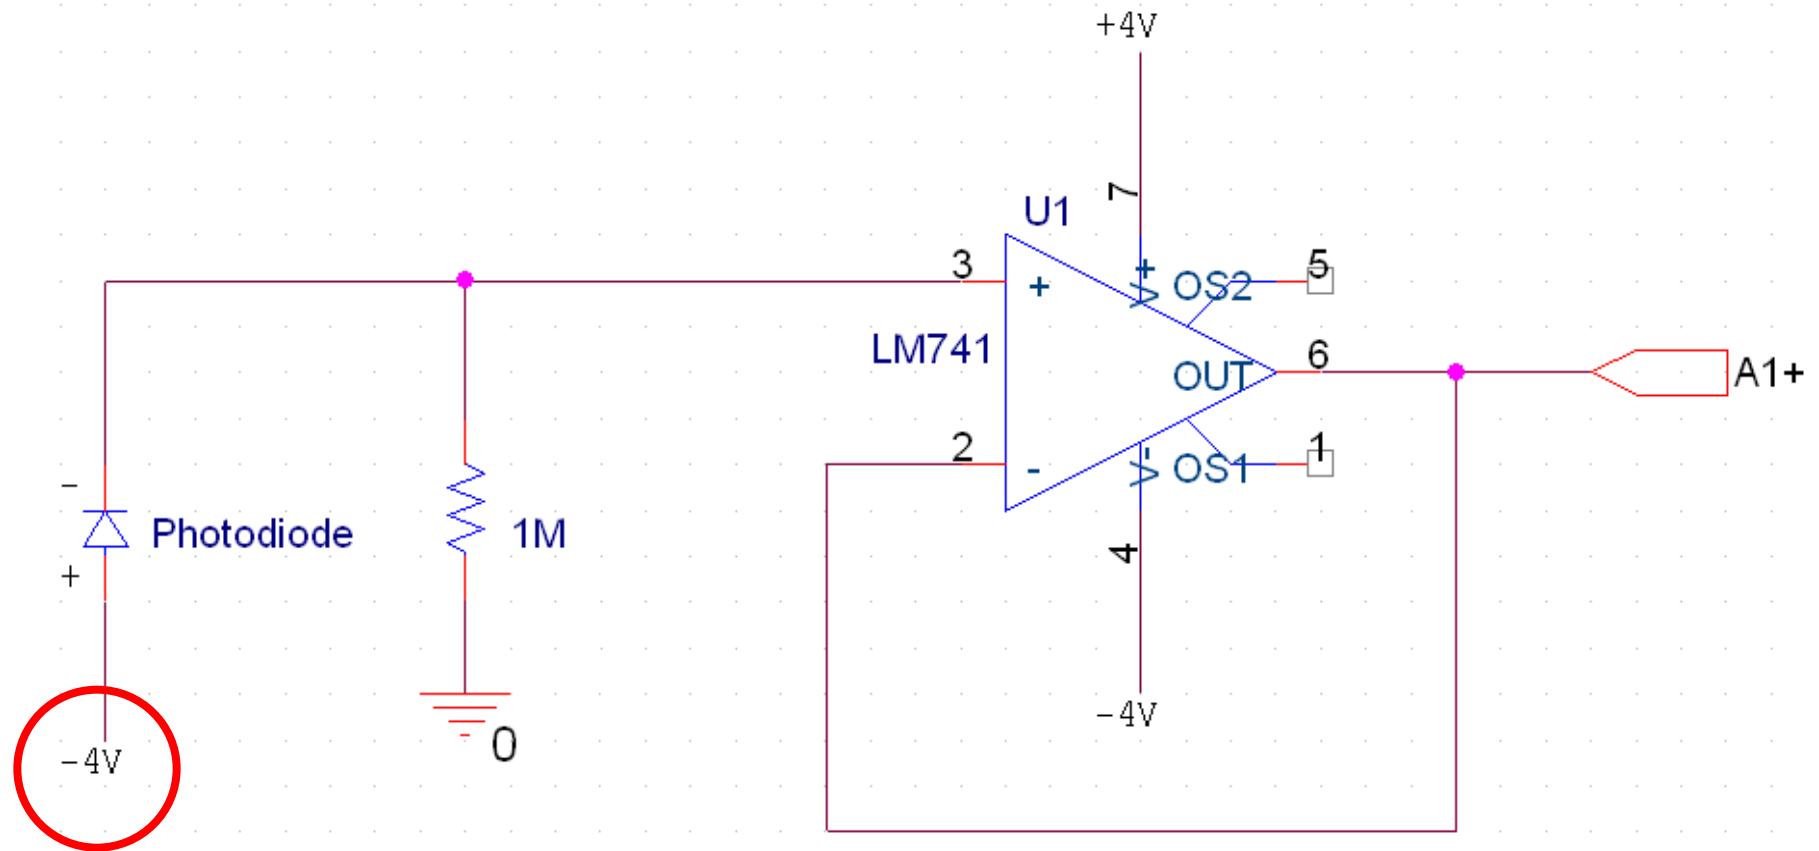 +4V
7
U1
3
+
V+
OS2
5
LM741
OUT
6
A1+
2
-
V-
OS1
1
-
Photodiode
+
1M
4
-4V
0
-4V